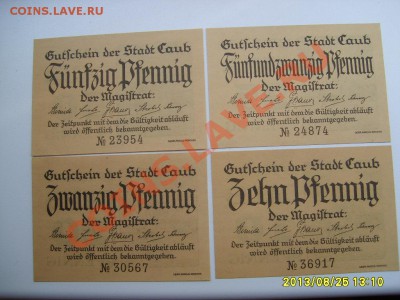 COINS.LAVE.RU
Gutschein der Stadt Caub
Fünfzig Pfennig
Der Magistrat:
Der Zeitpunkt mit dem die Gültigkeit abläuft
wird öffentlich bekanntgegeben.
№ 23954
Gutschein der Stadt Caub
Fünfundzwanzig Pfennig
Der Magistrat:
Der Zeitpunkt mit dem die Gültigkeit abläuft
wird öffentlich bekanntgegeben.
№ 24874
Gutschein der Stadt Caub
Zwanzig Pfennig
Der Magistrat:
Der Zeitpunkt mit dem die Gültigkeit abläuft
wird öffentlich bekanntgegeben.
№ 30567
Gutschein der Stadt Caub
Zehn Pfennig
Der Magistrat:
Der Zeitpunkt mit dem die Gültigkeit abläuft
wird öffentlich bekanntgegeben.
№ 36917
COINS.LAVE.RU
2013/08/26 13:10